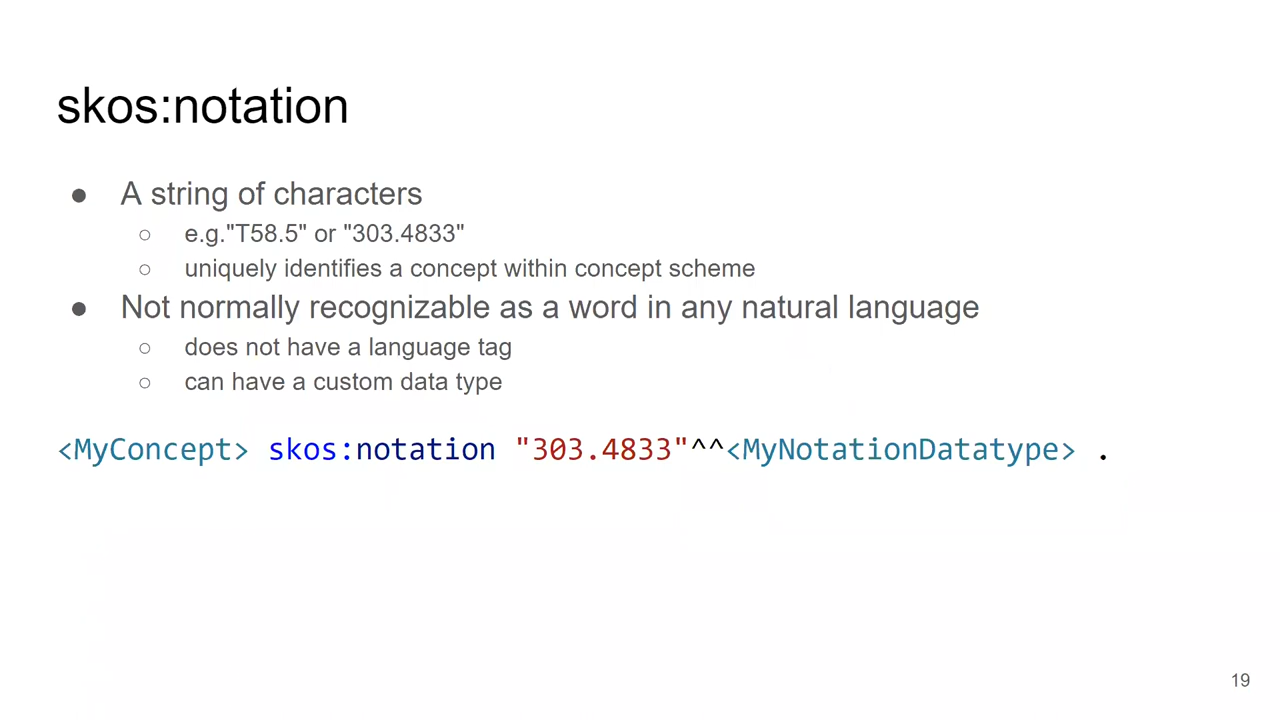 skos:notation
● A string of characters
○ e.g."T58.5" or "303.4833"
○ uniquely identifies a concept within concept scheme
● Not normally recognizable as a word in any natural language
○ does not have a language tag
○ can have a custom data type
<MyConcept> skos:notation "303.4833"^^<MyNotationDatatype> .
19